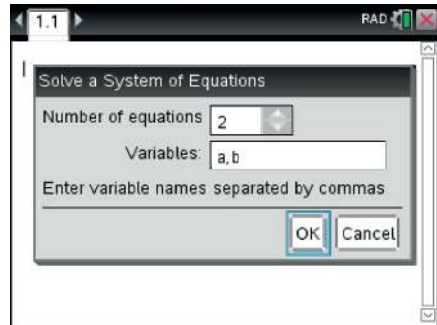 1.1 RAD
Solve a System of Equations
Number of equations 2
Variables: a,b
Enter variable names separated by commas
OK Cancel